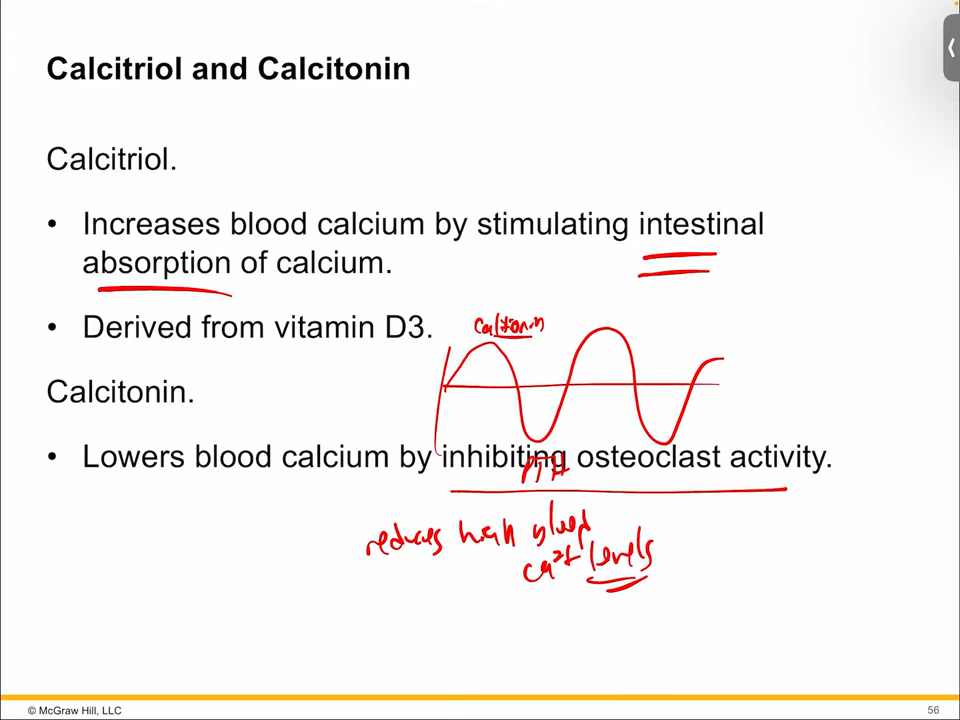 Calcitriol and Calcitonin
Calcitriol.
• Increases blood calcium by stimulating intestinal
absorption of calcium.
• Derived from vitamin D3.
Calcitonin.
• Lowers blood calcium by inhibiting osteoclast activity.
PTH
reduces high blood
Ca²⁺ levels
© McGraw Hill, LLC
56